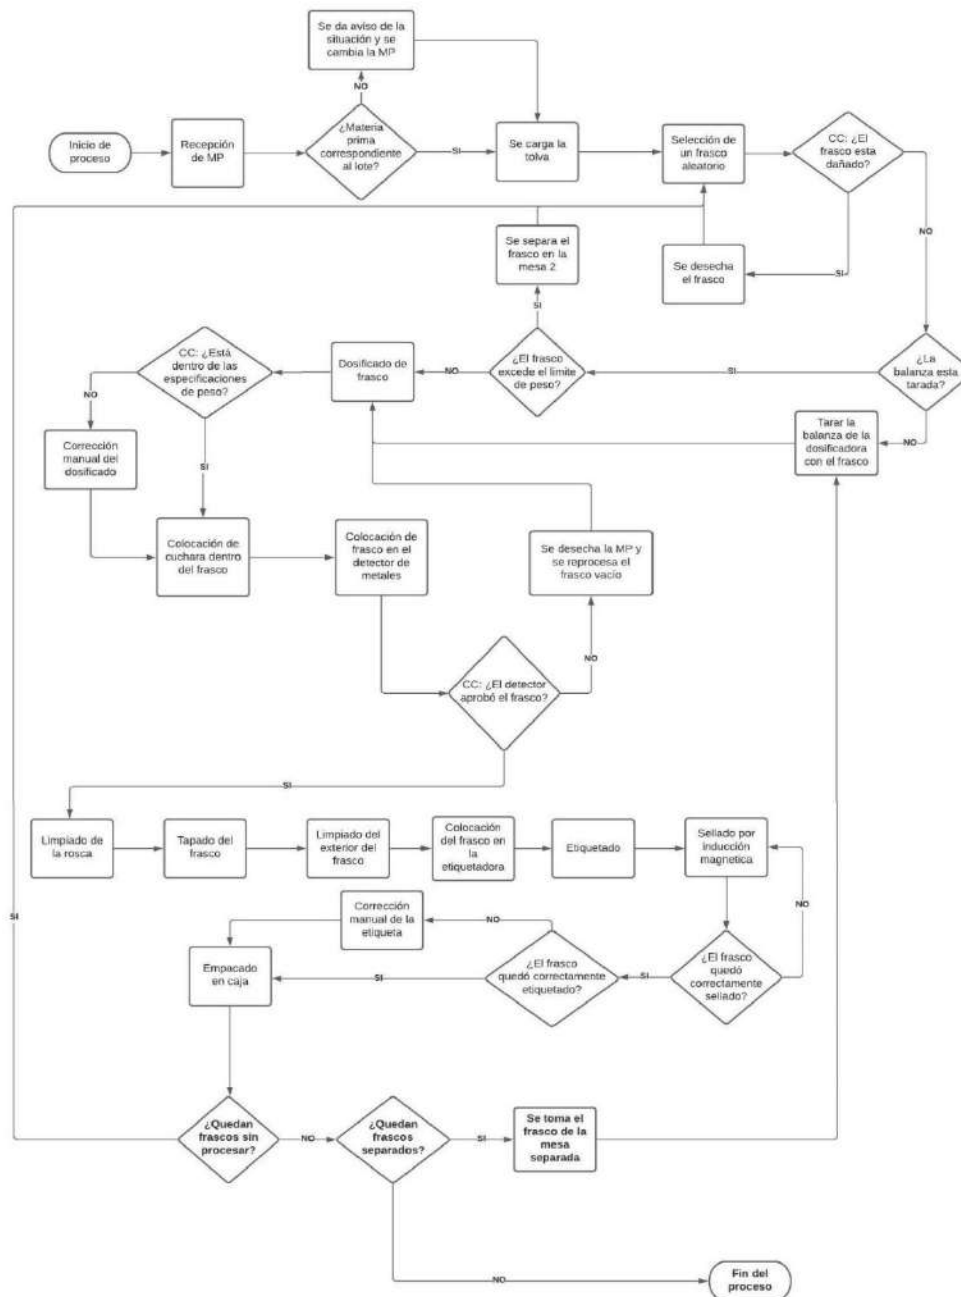 Se da aviso de la
situación y se
cambia la MP
NO
Inicio de
proceso
Recepción
de MP
¿Materia
prima
correspondiente
al lote?
SI
Se carga la
tolva
Selección de
un frasco
aleatorio
CC: ¿El
frasco esta
dañado?
NO
Se separa el
frasco en la
mesa 2
Se desecha
el frasco
SI
SI
CC: ¿Está
dentro de las
especificaciones
de peso?
Dosificado de
frasco
NO
¿El frasco
excede el limite
de peso?
SI
¿La
balanza esta
tarada?
NO
Corrección
manual del
dosificado
SI
Tarar la
balanza de la
dosificadora
con el frasco
NO
Colocación de
cuchara dentro
del frasco
Colocación de
frasco en el
detector de
metales
Se desecha la MP y
se reprocesa el
frasco vacío
NO
CC: ¿El detector
aprobó el frasco?
SI
Limpiado de
la rosca
Tapado del
frasco
Limpiado del
exterior del
frasco
Colocación
del frasco en
la
etiquetadora
Etiquetado
Sellado por
inducción
magnetica
NO
SI
Corrección
manual de la
etiqueta
NO
Empacado
en caja
SI
¿El frasco
quedó correctamente
etiquetado?
SI
¿El frasco
quedó
correctamente
sellado?
¿Quedan
frascos sin
procesar?
NO
¿Quedan
frascos
separados?
SI
Se toma el
frasco de la
mesa
separada
NO
Fin del
proceso